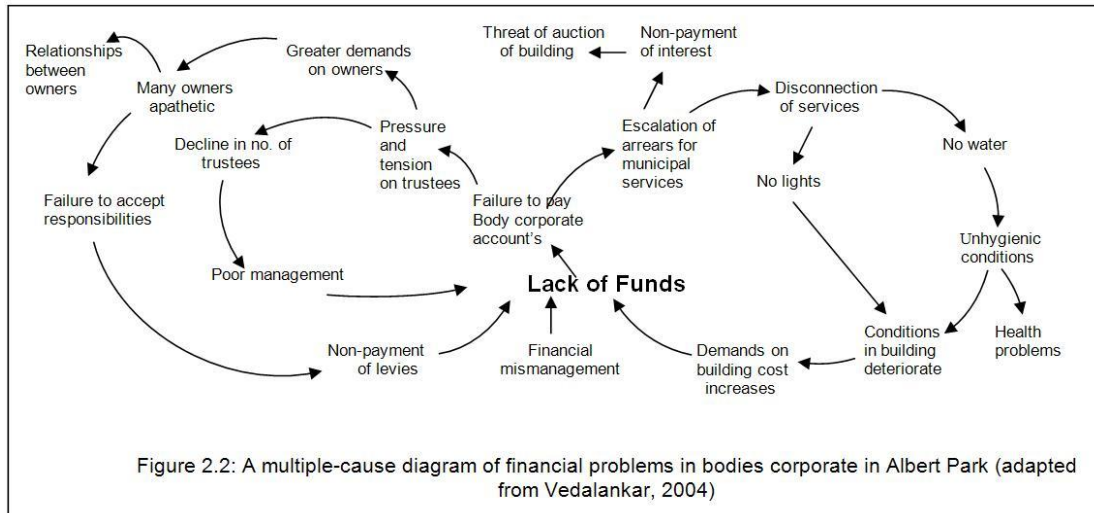 Relationships
between
owners
Many owners
apathetic
Greater demands
on owners
Threat of auction
of building
Non-payment
of interest
Disconnection
of services
Decline in no. of
trustees
Pressure
and
tension
on trustees
Escalation of
arrears for
municipal
services
No water
No lights
Failure to accept
responsibilities
Failure to pay
Body corporate
account's
Unhygienic
conditions
Poor management
Lack of Funds
Non-payment
of levies
Financial
mismanagement
Demands on
building cost
increases
Conditions
in building
deteriorate
Health
problems
Figure 2.2: A multiple-cause diagram of financial problems in bodies corporate in Albert Park (adapted
from Vedalankar, 2004)